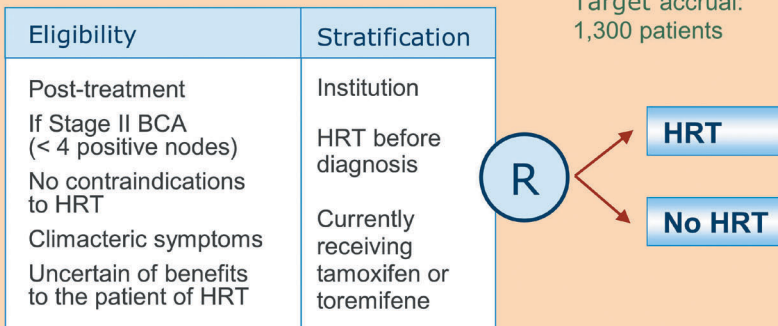 Target accrual:
1,300 patients
Eligibility
Stratification
Post-treatment
If Stage II BCA
(< 4 positive nodes)
No contraindications
to HRT
Climacteric symptoms
Uncertain of benefits
to the patient of HRT
Institution
HRT before
diagnosis
Currently
receiving
tamoxifen or
toremifene
R
HRT
No HRT